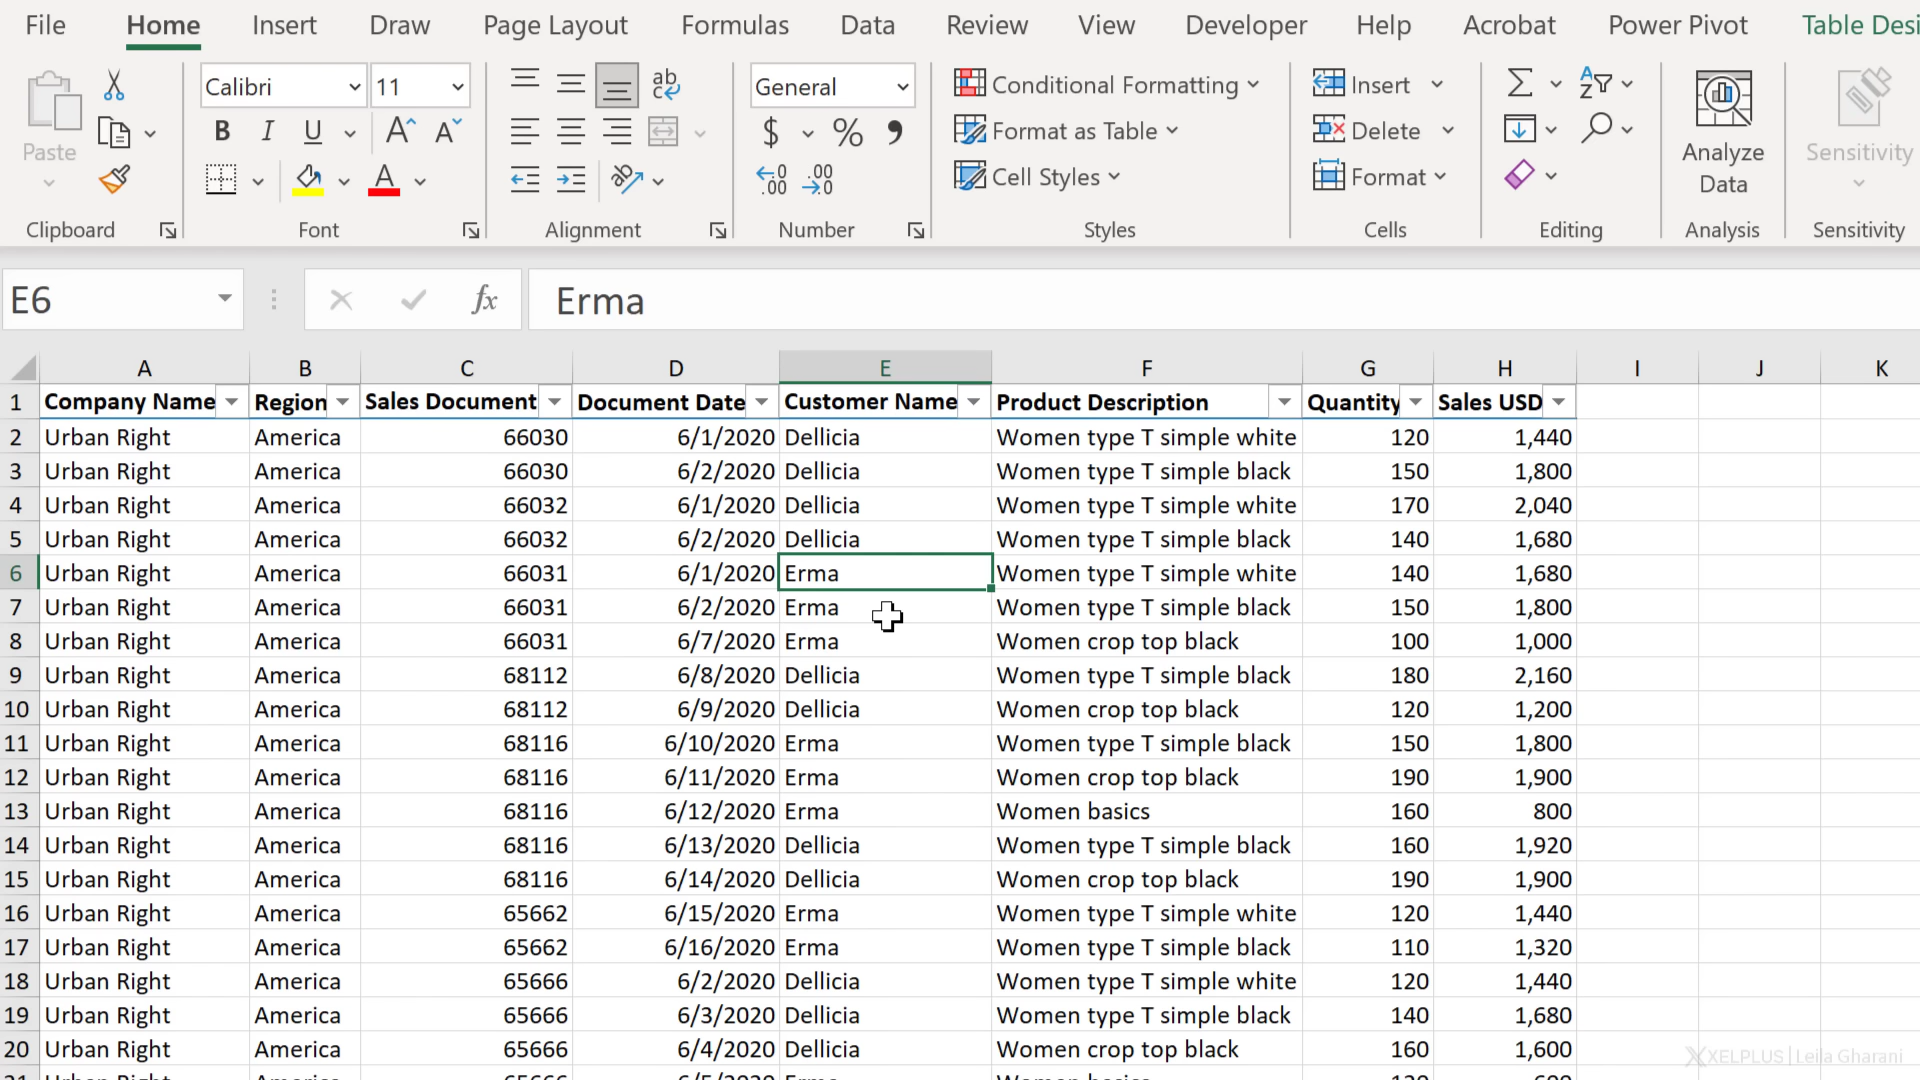 File Home Insert Draw Page Layout Formulas Data Review View Developer Help Acrobat Power Pivot Table Desi
Paste
Calibri 11
B I U A A
A
ab
c
General
$ % 9
.00 .00
.0 .0
Conditional Formatting
Format as Table
Cell Styles
Insert
Delete
Format
Σ
A
Z
Analyze
Data
Sensitivity
Clipboard Font Alignment Number Styles Cells Editing Analysis Sensitivity
E6 fx Erma
A B C D E F G H I J K
1 Company Name Region Sales Document Document Date Customer Name Product Description Quantity Sales USD
2 Urban Right America 66030 6/1/2020 Dellicia Women type T simple white 120 1,440
3 Urban Right America 66030 6/2/2020 Dellicia Women type T simple black 150 1,800
4 Urban Right America 66032 6/1/2020 Dellicia Women type T simple white 170 2,040
5 Urban Right America 66032 6/2/2020 Dellicia Women type T simple black 140 1,680
6 Urban Right America 66031 6/1/2020 Erma Women type T simple white 140 1,680
7 Urban Right America 66031 6/2/2020 Erma Women type T simple black 150 1,800
8 Urban Right America 66031 6/7/2020 Erma Women crop top black 100 1,000
9 Urban Right America 68112 6/8/2020 Dellicia Women type T simple black 180 2,160
10 Urban Right America 68112 6/9/2020 Dellicia Women crop top black 120 1,200
11 Urban Right America 68116 6/10/2020 Erma Women type T simple black 150 1,800
12 Urban Right America 68116 6/11/2020 Erma Women crop top black 190 1,900
13 Urban Right America 68116 6/12/2020 Erma Women basics 160 800
14 Urban Right America 68116 6/13/2020 Dellicia Women type T simple black 160 1,920
15 Urban Right America 68116 6/14/2020 Dellicia Women crop top black 190 1,900
16 Urban Right America 65662 6/15/2020 Erma Women type T simple white 120 1,440
17 Urban Right America 65662 6/16/2020 Erma Women type T simple black 110 1,320
18 Urban Right America 65666 6/2/2020 Dellicia Women type T simple white 120 1,440
19 Urban Right America 65666 6/3/2020 Dellicia Women type T simple black 140 1,680
20 Urban Right America 65666 6/4/2020 Dellicia Women crop top black 160 1,600
XELPLUS | Leila Gharani